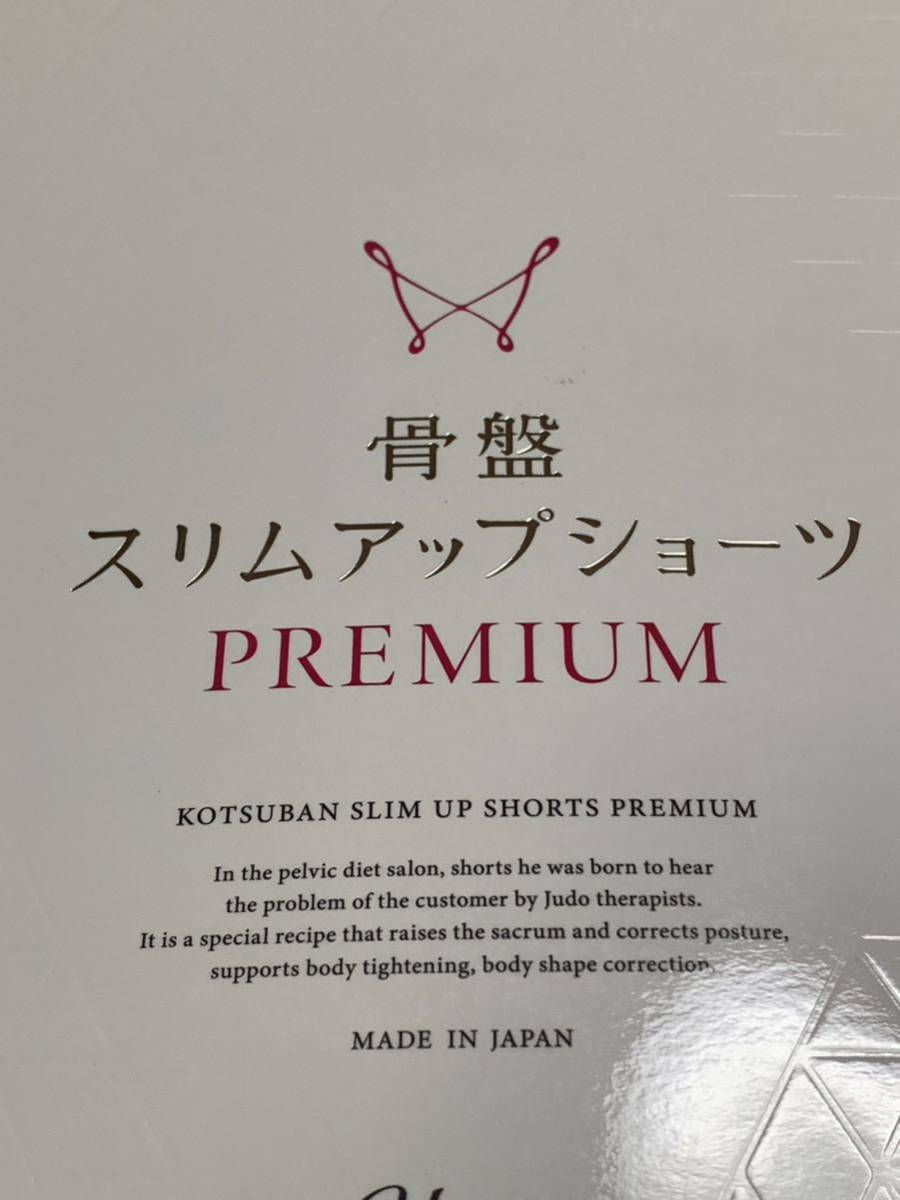 骨盤
スリムアップショーツ
PREMIUM
KOTSUBAN SLIM UP SHORTS PREMIUM
In the pelvic diet salon, shorts he was born to hear
the problem of the customer by Judo therapists.
It is a special recipe that raises the sacrum and corrects posture,
supports body tightening, body shape correction.
MADE IN JAPAN